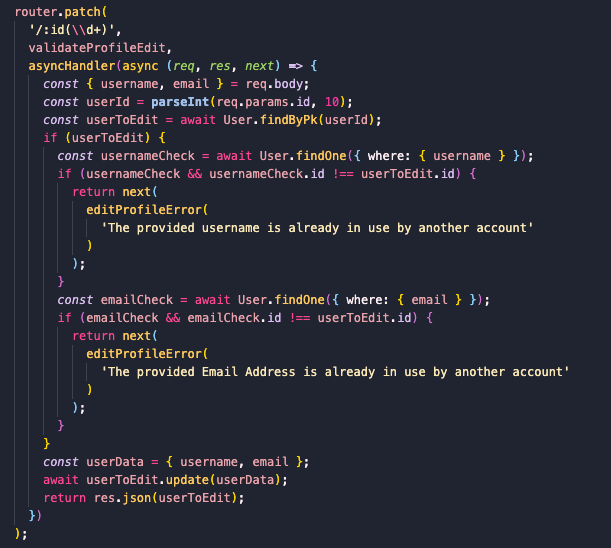 router.patch(
  '/:id(\\d+)',
  validateProfileEdit,
  asyncHandler(async (req, res, next) => {
    const { username, email } = req.body;
    const userId = parseInt(req.params.id, 10);
    const userToEdit = await User.findByPk(userId);
    if (userToEdit) {
      const usernameCheck = await User.findOne({ where: { username } });
      if (usernameCheck && usernameCheck.id !== userToEdit.id) {
        return next(
          editProfileError(
            'The provided username is already in use by another account'
          )
        );
      }
      const emailCheck = await User.findOne({ where: { email } });
      if (emailCheck && emailCheck.id !== userToEdit.id) {
        return next(
          editProfileError(
            'The provided Email Address is already in use by another account'
          )
        );
      }
    }
    const userData = { username, email };
    await userToEdit.update(userData);
    return res.json(userToEdit);
  })
);